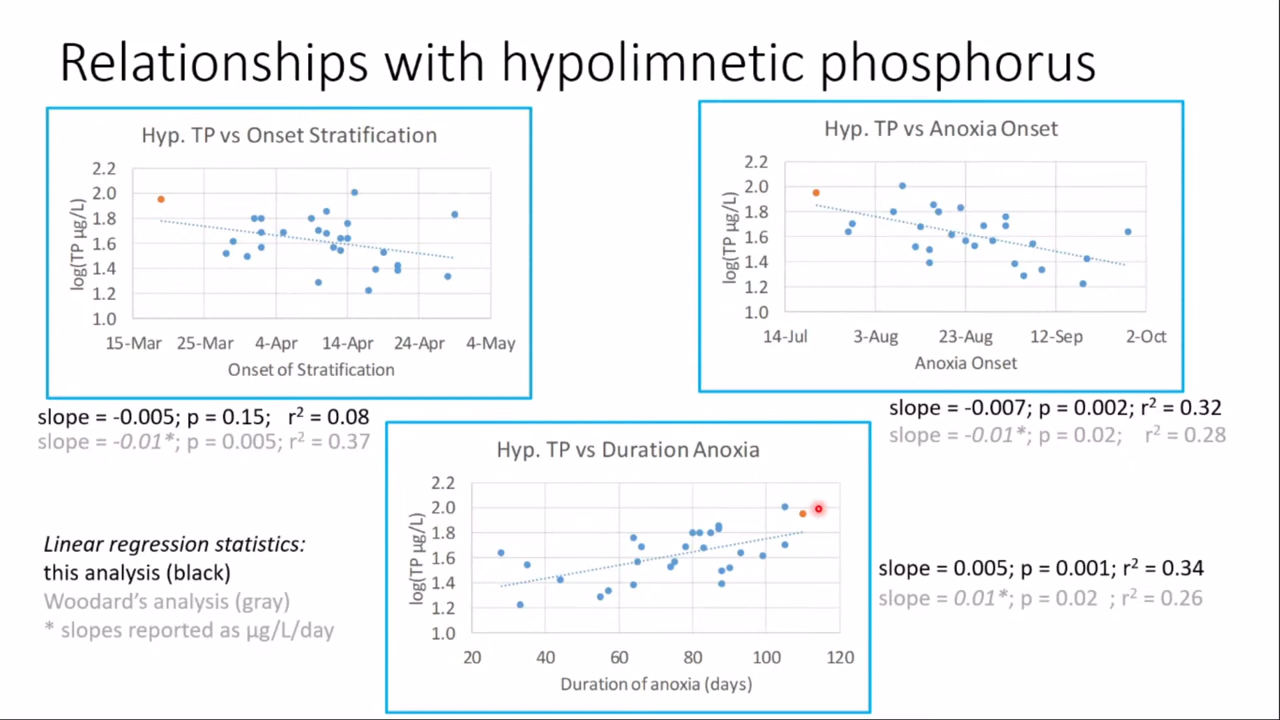 Relationships with hypolimnetic phosphorus
Hyp. TP vs Onset Stratification
log(TP µg/L)
2.2
2.0
1.8
1.6
1.4
1.2
1.0
15-Mar 25-Mar 4-Apr 14-Apr 24-Apr 4-May
Onset of Stratification
slope = -0.005; p = 0.15; r² = 0.08
slope = -0.01*; p = 0.005; r² = 0.37
Hyp. TP vs Anoxia Onset
log(TP µg/L)
2.2
2.0
1.8
1.6
1.4
1.2
1.0
14-Jul 3-Aug 23-Aug 12-Sep 2-Oct
Anoxia Onset
slope = -0.007; p = 0.002; r² = 0.32
slope = -0.01*; p = 0.02; r² = 0.28
Hyp. TP vs Duration Anoxia
log(TP µg/L)
2.2
2.0
1.8
1.6
1.4
1.2
1.0
20 40 60 80 100 120
Duration of anoxia (days)
slope = 0.005; p = 0.001; r² = 0.34
slope = 0.01*; p = 0.02 ; r² = 0.26
Linear regression statistics:
this analysis (black)
Woodard's analysis (gray)
* slopes reported as µg/L/day